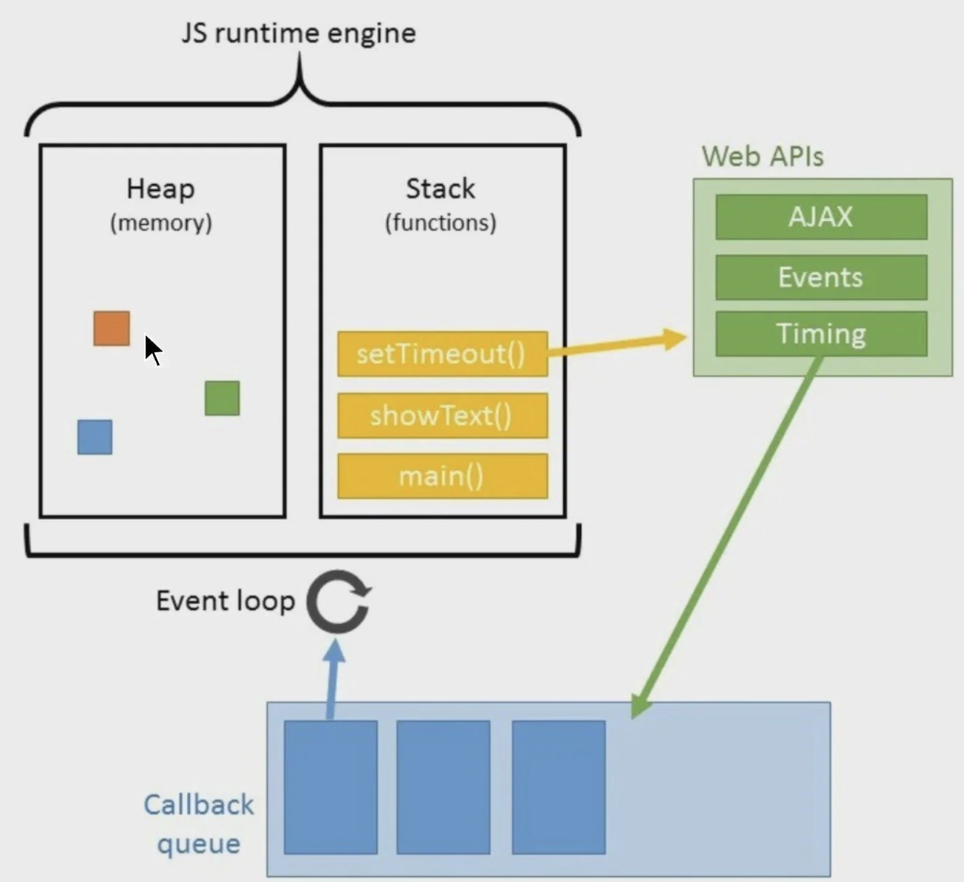 JS runtime engine
Heap
(memory)
Stack
(functions)
setTimeout()
showText()
main()
Web APIs
AJAX
Events
Timing
Event loop
Callback
queue